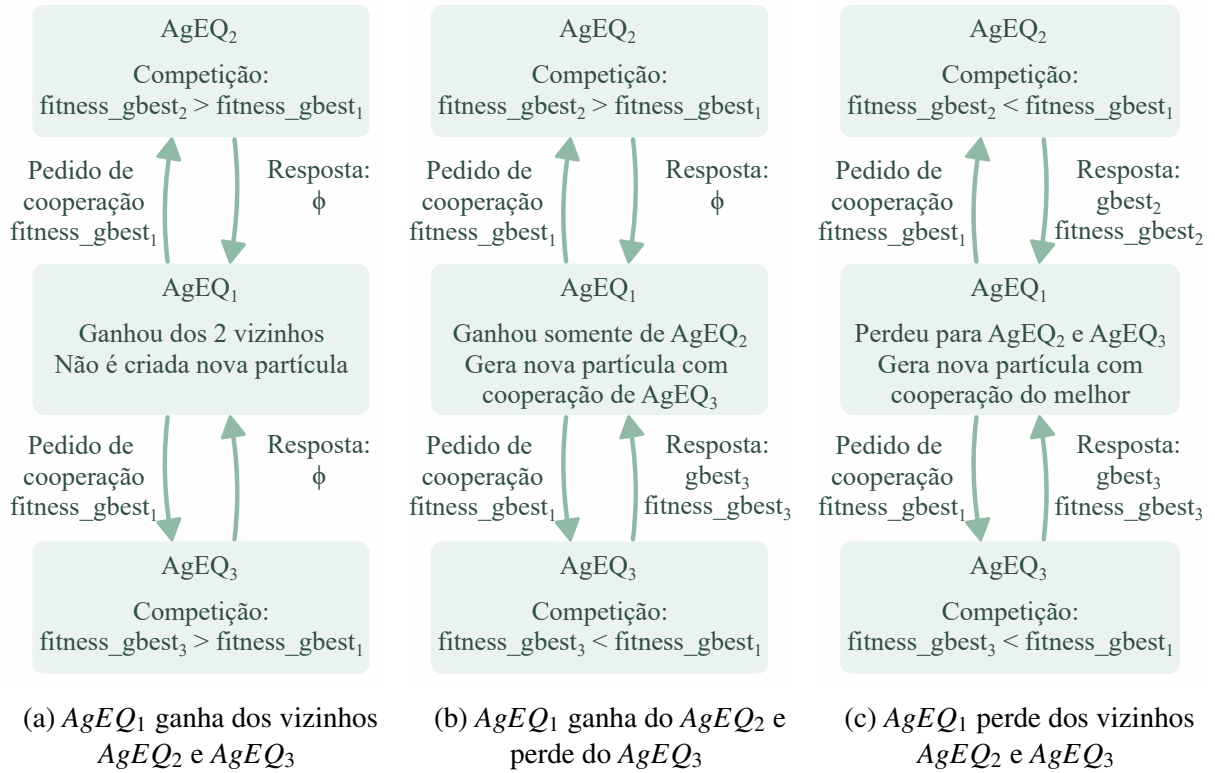 AgEQ₂
Competição:
fitness_gbest₂ > fitness_gbest₁
Pedido de
cooperação
fitness_gbest₁
Resposta:
ϕ
AgEQ₁
Ganhou dos 2 vizinhos
Não é criada nova partícula
Pedido de
cooperação
fitness_gbest₁
Resposta:
ϕ
AgEQ₃
Competição:
fitness_gbest₃ > fitness_gbest₁
(a) AgEQ₁ ganha dos vizinhos
AgEQ₂ e AgEQ₃
AgEQ₂
Competição:
fitness_gbest₂ > fitness_gbest₁
Pedido de
cooperação
fitness_gbest₁
Resposta:
ϕ
AgEQ₁
Ganhou somente de AgEQ₂
Gera nova partícula com
cooperação de AgEQ₃
Pedido de
cooperação
fitness_gbest₁
Resposta:
gbest₃
fitness_gbest₃
AgEQ₃
Competição:
fitness_gbest₃ < fitness_gbest₁
(b) AgEQ₁ ganha do AgEQ₂ e
perde do AgEQ₃
AgEQ₂
Competição:
fitness_gbest₂ < fitness_gbest₁
Pedido de
cooperação
fitness_gbest₁
Resposta:
gbest₂
fitness_gbest₂
AgEQ₁
Perdeu para AgEQ₂ e AgEQ₃
Gera nova partícula com
cooperação do melhor
Pedido de
cooperação
fitness_gbest₁
Resposta:
gbest₃
fitness_gbest₃
AgEQ₃
Competição:
fitness_gbest₃ < fitness_gbest₁
(c) AgEQ₁ perde dos vizinhos
AgEQ₂ e AgEQ₃